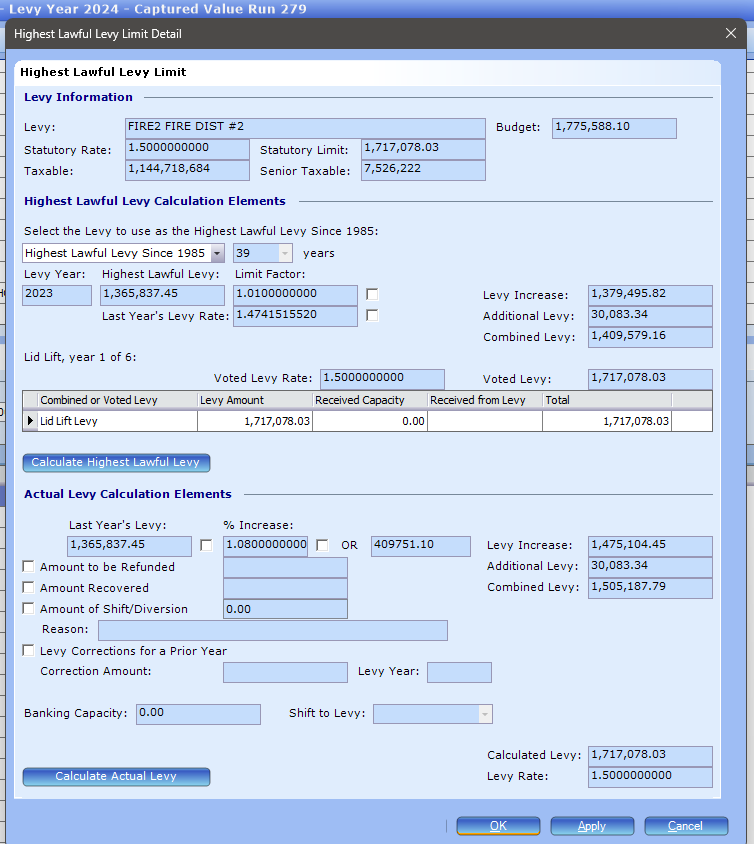 - Levy Year 2024 - Captured Value Run 279
Highest Lawful Levy Limit Detail
Highest Lawful Levy Limit
Levy Information
Levy: FIRE2 FIRE DIST #2 Budget: 1,775,588.10
Statutory Rate: 1.5000000000 Statutory Limit: 1,717,078.03
Taxable: 1,144,718,684 Senior Taxable: 7,526,222
Highest Lawful Levy Calculation Elements
Select the Levy to use as the Highest Lawful Levy Since 1985:
Highest Lawful Levy Since 1985 39 years
Levy Year: Highest Lawful Levy: Limit Factor:
2023 1,365,837.45 1.0100000000 Levy Increase: 1,379,495.82
Last Year's Levy Rate: 1.4741515520 Additional Levy: 30,083.34
Combined Levy: 1,409,579.16
Lid Lift, year 1 of 6:
Voted Levy Rate: 1.5000000000 Voted Levy: 1,717,078.03
Combined or Voted Levy Levy Amount Received Capacity Received from Levy Total
Lid Lift Levy 1,717,078.03 0.00 1,717,078.03
Calculate Highest Lawful Levy
Actual Levy Calculation Elements
Last Year's Levy: % Increase:
1,365,837.45 1.0800000000 OR 409751.10 Levy Increase: 1,475,104.45
Amount to be Refunded Additional Levy: 30,083.34
Amount Recovered Combined Levy: 1,505,187.79
Amount of Shift/Diversion 0.00
Reason:
Levy Corrections for a Prior Year
Correction Amount: Levy Year:
Banking Capacity: 0.00 Shift to Levy:
Calculated Levy: 1,717,078.03
Calculate Actual Levy Levy Rate: 1.5000000000
OK Apply Cancel